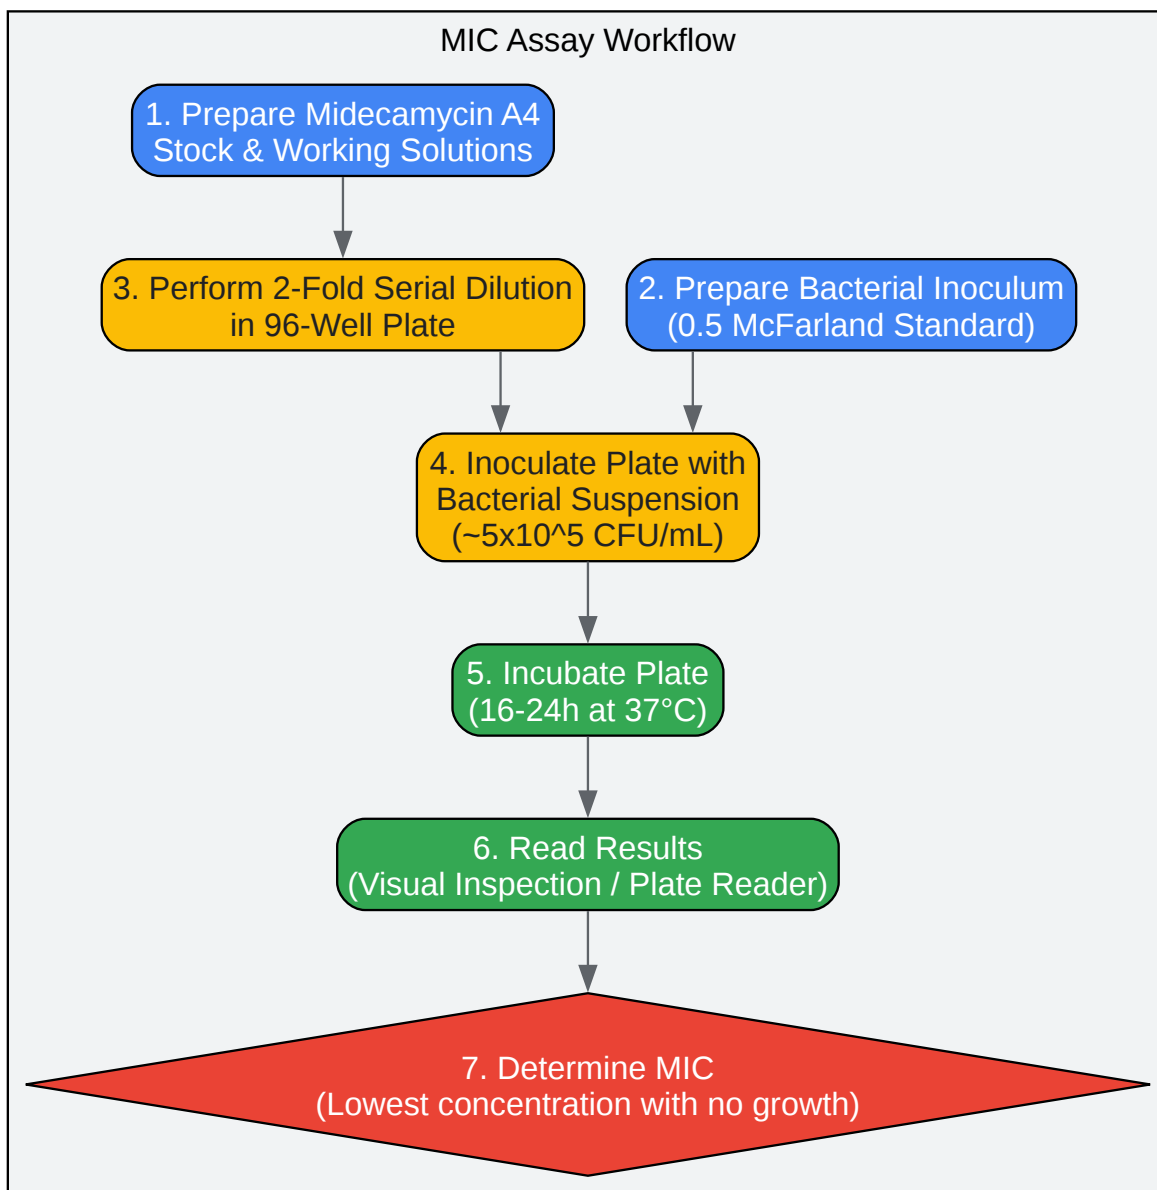 MIC Assay Workflow
1. Prepare Midecamycin A4
Stock & Working Solutions
3. Perform 2-Fold Serial Dilution
in 96-Well Plate
2. Prepare Bacterial Inoculum
(0.5 McFarland Standard)
4. Inoculate Plate with
Bacterial Suspension
(~5x10^5 CFU/mL)
5. Incubate Plate
(16-24h at 37°C)
6. Read Results
(Visual Inspection / Plate Reader)
7. Determine MIC
(Lowest concentration with no growth)